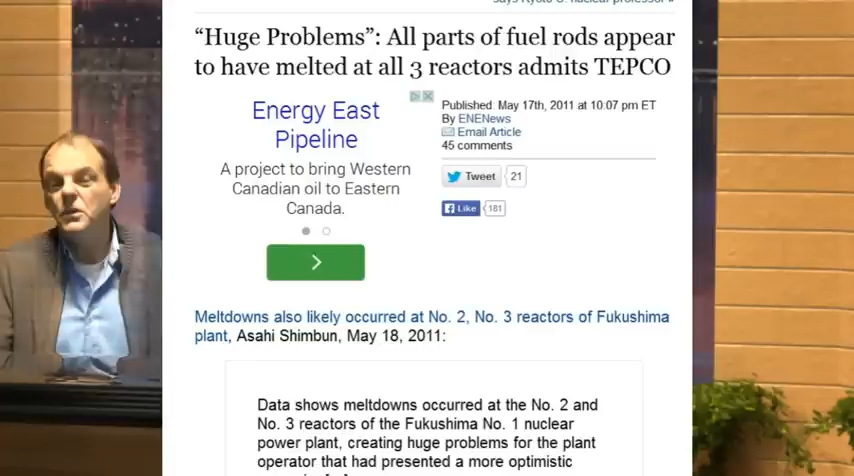 says Kyoto U. nuclear professor »
“Huge Problems”: All parts of fuel rods appear
to have melted at all 3 reactors admits TEPCO
Energy East
Pipeline
A project to bring Western
Canadian oil to Eastern
Canada.
Published: May 17th, 2011 at 10:07 pm ET
By ENENews
Email Article
45 comments
Tweet 21
Like 181
Meltdowns also likely occurred at No. 2, No. 3 reactors of Fukushima
plant, Asahi Shimbun, May 18, 2011:
Data shows meltdowns occurred at the No. 2 and
No. 3 reactors of the Fukushima No. 1 nuclear
power plant, creating huge problems for the plant
operator that had presented a more optimistic